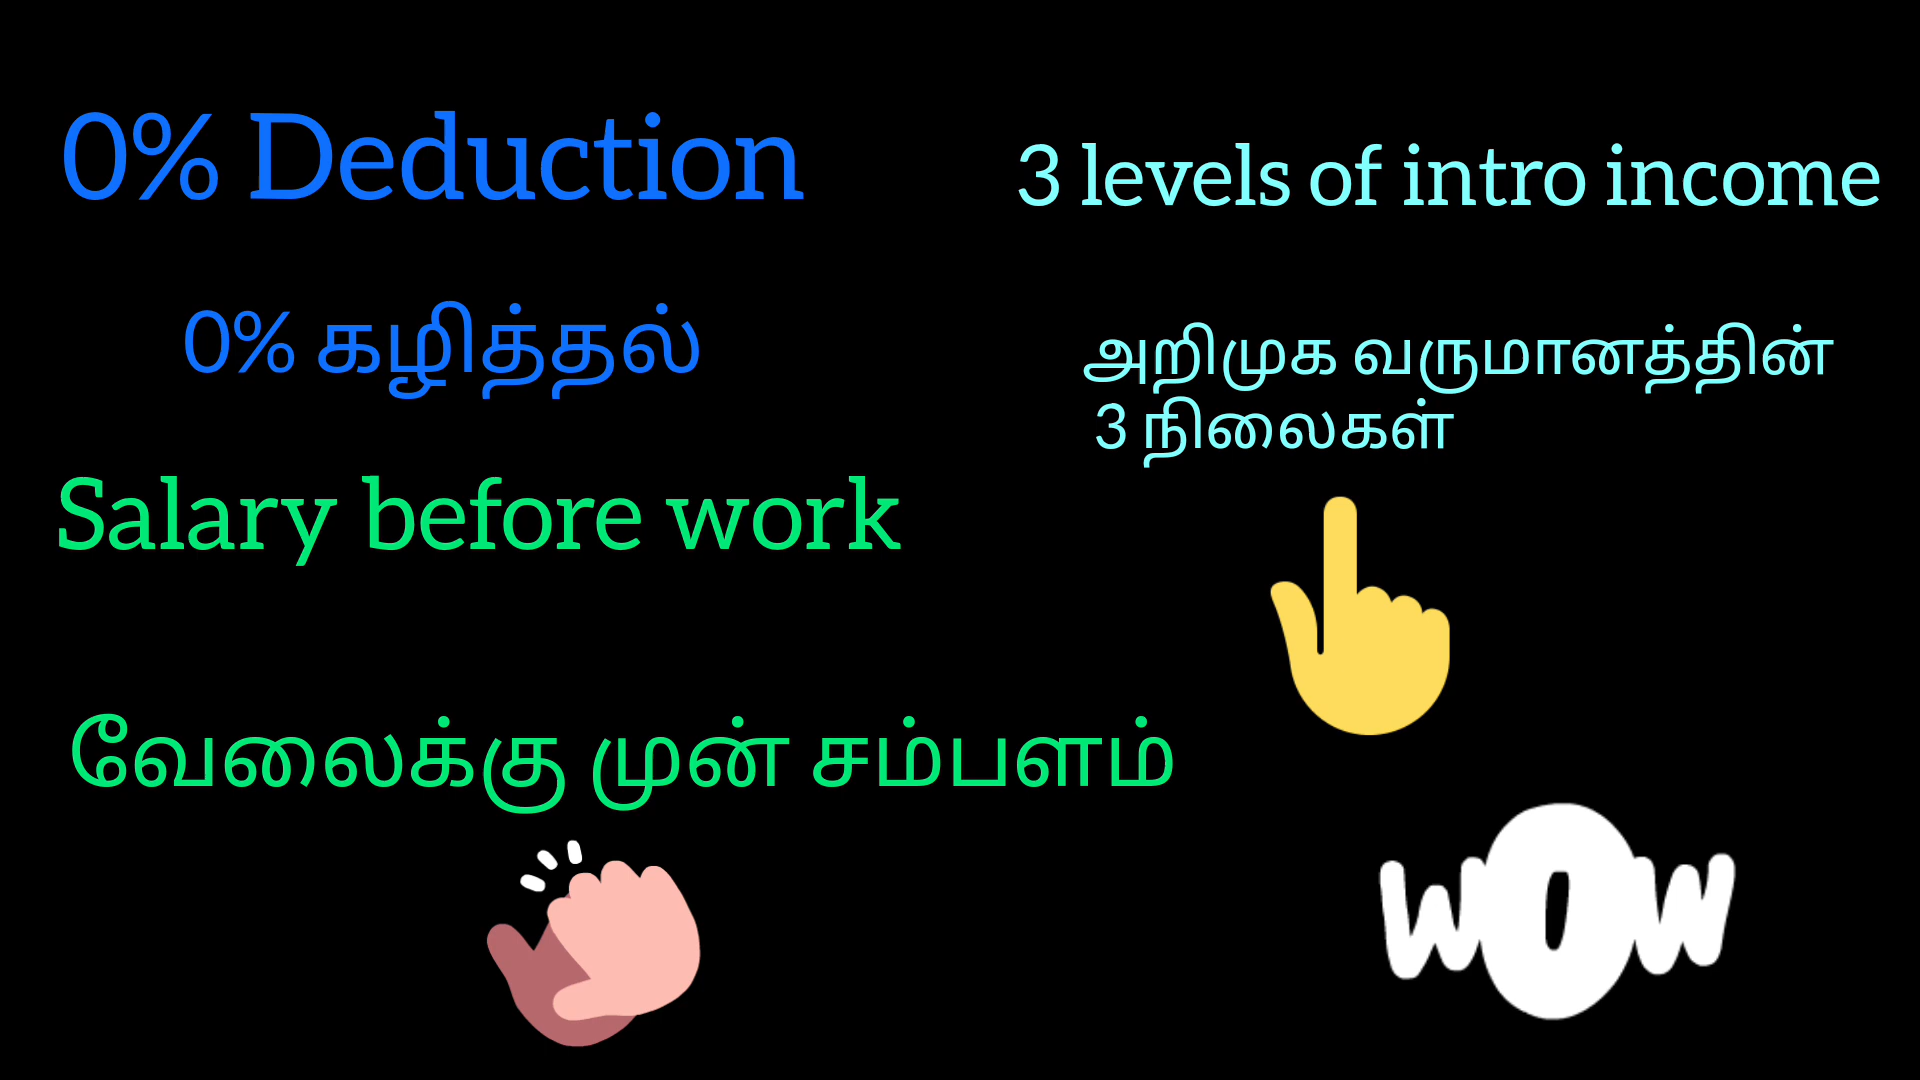 0% Deduction
0% கழித்தல்
Salary before work
வேலைக்கு முன் சம்பளம்
3 levels of intro income
அறிமுக வருமானத்தின்
3 நிலைகள்
WOW